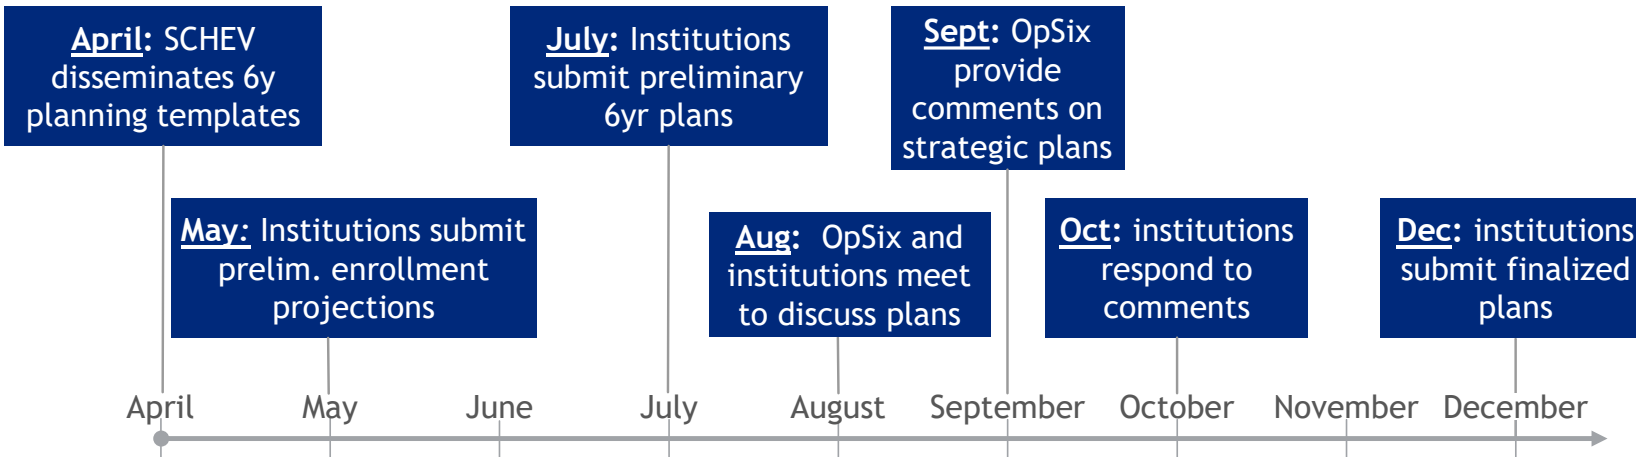 April: SCHEV
disseminates 6y
planning templates
May: Institutions submit
prelim. enrollment
projections
July: Institutions
submit preliminary
6yr plans
Aug: OpSix and
institutions meet
to discuss plans
Sept: OpSix
provide
comments on
strategic plans
Oct: institutions
respond to
comments
Dec: institutions
submit finalized
plans
April May June July August September October November December